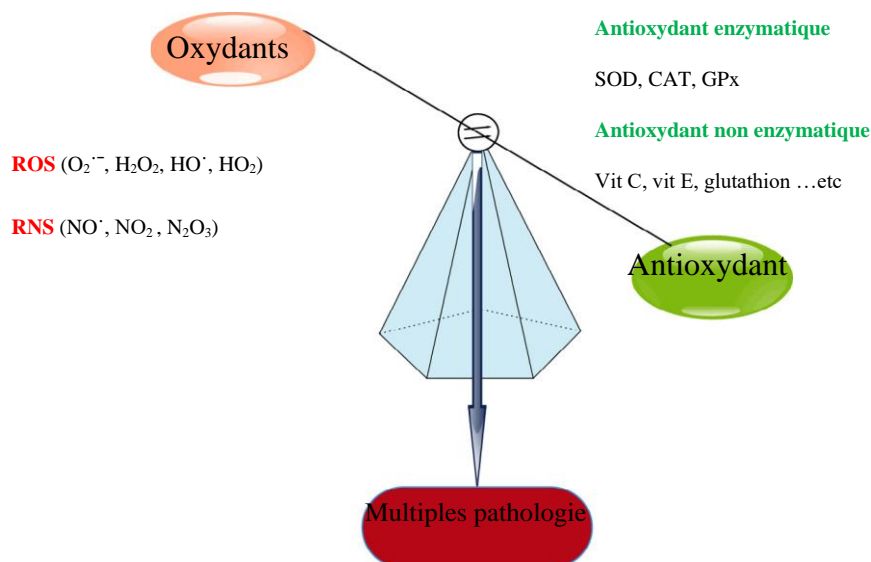 Oxydants
Antioxydant enzymatique
SOD, CAT, GPx
Antioxydant non enzymatique
Vit C, vit E, glutathion …etc
ROS (O₂˙⁻, H₂O₂, HO˙, HO₂)
RNS (NO˙, NO₂ , N₂O₃)
Antioxydant
Multiples pathologie